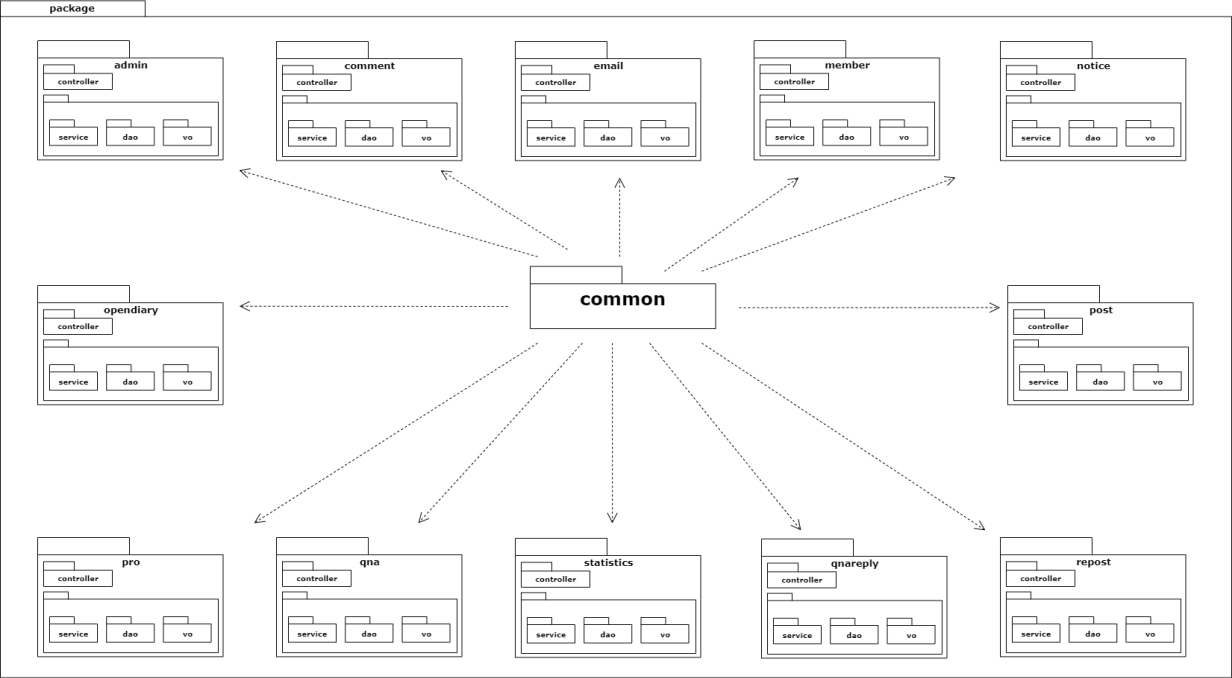 package
admin
controller
service dao vo
comment
controller
service dao vo
email
controller
service dao vo
member
controller
service dao vo
notice
controller
service dao vo
common
opendiary
controller
service dao vo
post
controller
service dao vo
pro
controller
service dao vo
qna
controller
service dao vo
statistics
controller
service dao vo
qnareply
controller
service dao vo
repost
controller
service dao vo